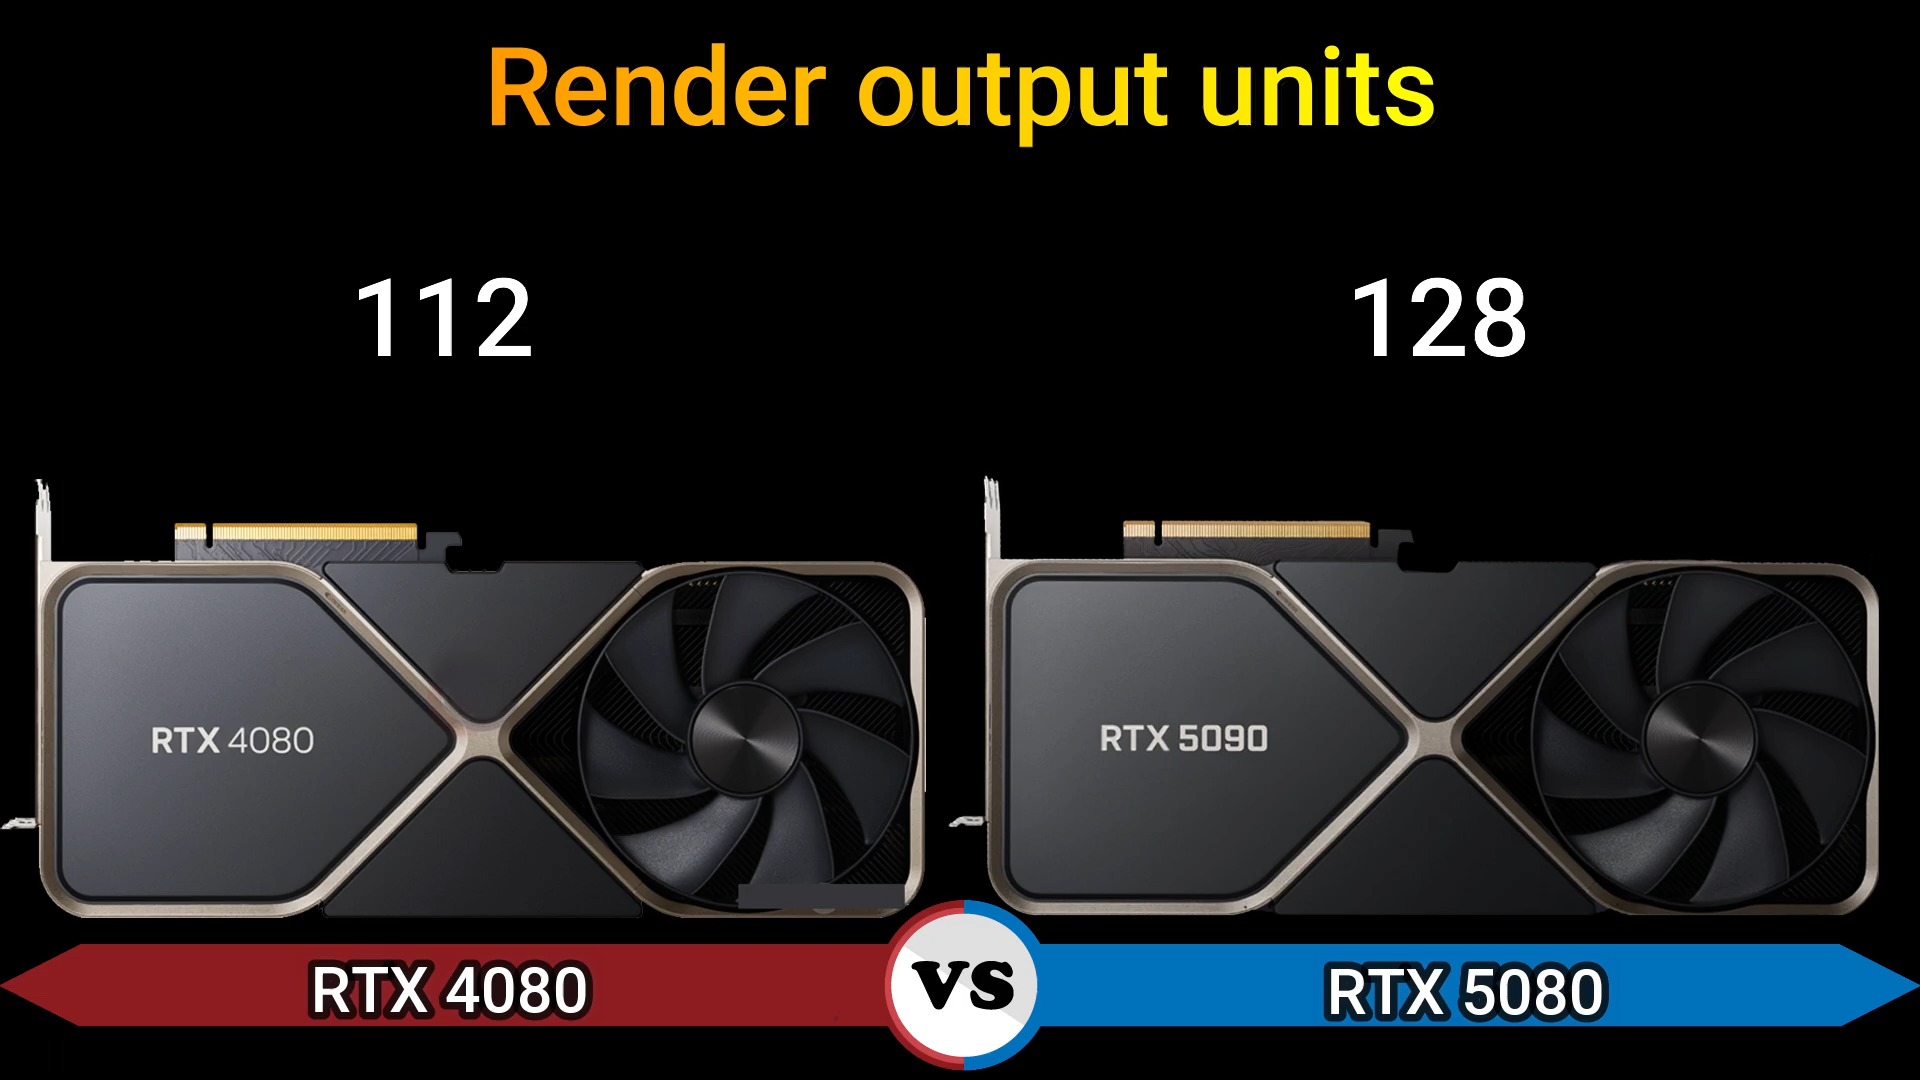 Render output units
112
128
RTX 4080
RTX 5090
RTX 4080
VS
RTX 5080